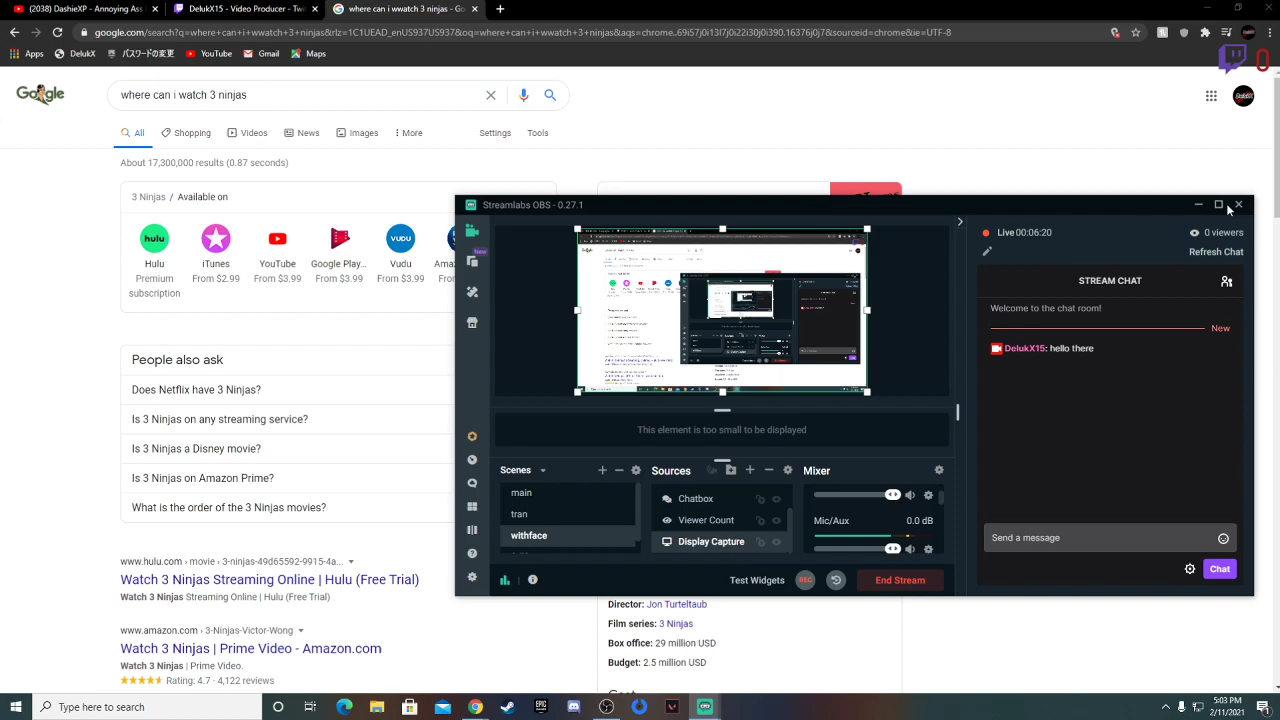 (2038) DashieXP - Annoying Ass
DelukX15 - Video Producer - Twi
where can i wwatch 3 ninjas - Go
google.com/search?q=where+can+i+wwatch+3+ninjas&rlz=1C1UEAD_enUS937US937&oq=where+can+i+wwatch+3+ninjas&aqs=chrome..69i57j0i13l7j0i22i30j0i390.16376j0j7&sourceid=chrome&ie=UTF-8
Apps
DelukX
パスワードの変更
YouTube
Gmail
Maps
0
Google
where can i watch 3 ninjas
All
Shopping
Videos
News
Images
More
Settings
Tools
About 17,300,000 results (0.87 seconds)
3 Ninjas / Available on
hulu
VUDU
Hulu
iTunes
YouTube
Google Play...
Vudu
Amaz
Premium
subscription
From $2.99
From $3.99
From $3.99
From $3.99
From
People also ask
Does Netflix have 3 Ninjas?
Is 3 Ninjas on any streaming service?
Is 3 Ninjas a Disney movie?
Is 3 Ninjas on Amazon Prime?
What is the order of the 3 Ninjas movies?
www.hulu.com › movie › 3-ninjas-49d65592-9915-4a...
Watch 3 Ninjas Streaming Online | Hulu (Free Trial)
Watch 3 Ninjas Streaming Online | Hulu (Free Trial)
www.amazon.com › 3-Ninjas-Victor-Wong
Watch 3 Ninjas | Prime Video - Amazon.com
Watch 3 Ninjas | Prime Video.
Rating: 4.7 - 4,122 reviews
Director: Jon Turteltaub
Film series: 3 Ninjas
Box office: 29 million USD
Budget: 2.5 million USD
Streamlabs OBS - 0.27.1
New
Live 00:06:20
0 viewers
Refresh Chat
STREAM CHAT
Welcome to the chat room!
New
DelukX15: hello there
This element is too small to be displayed
Scenes
main
tran
withface
Sources
Chatbox
Viewer Count
Display Capture
Mixer
Mic/Aux
0.0 dB
Send a message
Chat
Test Widgets
REC
End Stream
Type here to search
EPIC
5:03 PM
2/11/2021